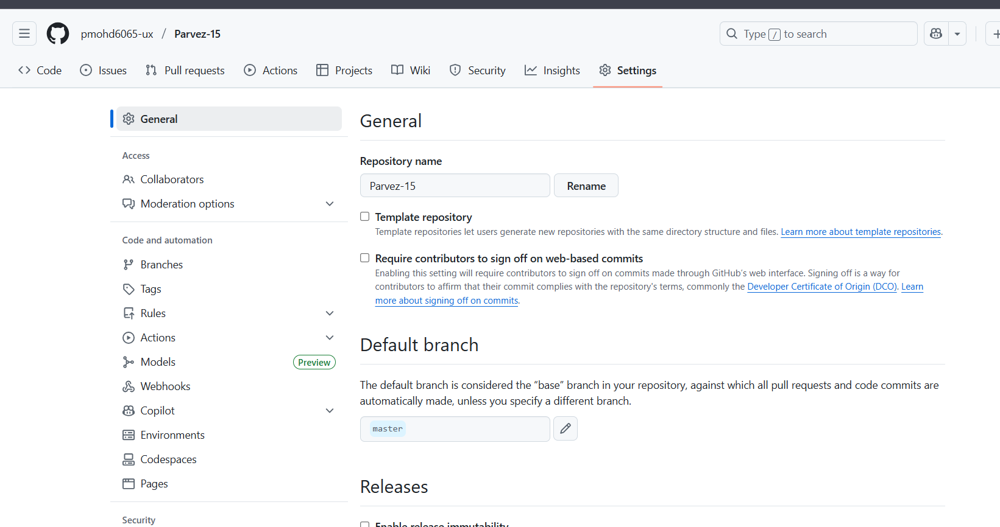 pmohd6065-ux / Parvez-15
Type / to search
Code Issues Pull requests Actions Projects Wiki Security Insights Settings
General
Access
Collaborators
Moderation options
Code and automation
Branches
Tags
Rules
Actions
Models Preview
Webhooks
Copilot
Environments
Codespaces
Pages
Security
General
Repository name
Parvez-15 Rename
Template repository
Template repositories let users generate new repositories with the same directory structure and files. Learn more about template repositories.
Require contributors to sign off on web-based commits
Enabling this setting will require contributors to sign off on commits made through GitHub's web interface. Signing off is a way for
contributors to affirm that their commit complies with the repository's terms, commonly the Developer Certificate of Origin (DCO). Learn
more about signing off on commits.
Default branch
The default branch is considered the “base” branch in your repository, against which all pull requests and code commits are
automatically made, unless you specify a different branch.
master
Releases
Enable release immutability